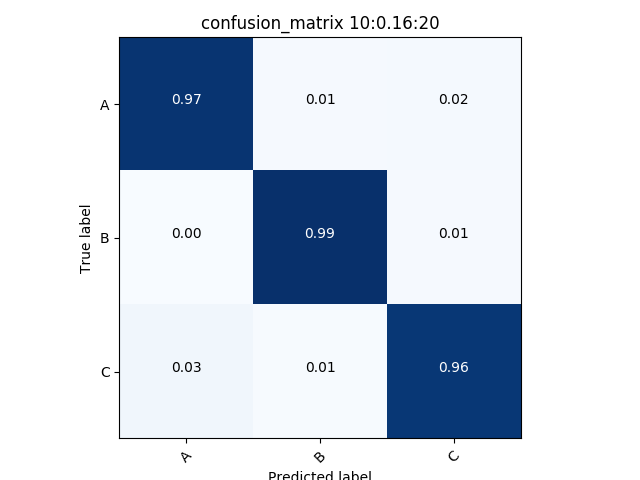 confusion_matrix 10:0.16:20
A 0.97 0.01 0.02
True label
B 0.00 0.99 0.01
C 0.03 0.01 0.96
A B C
Predicted label